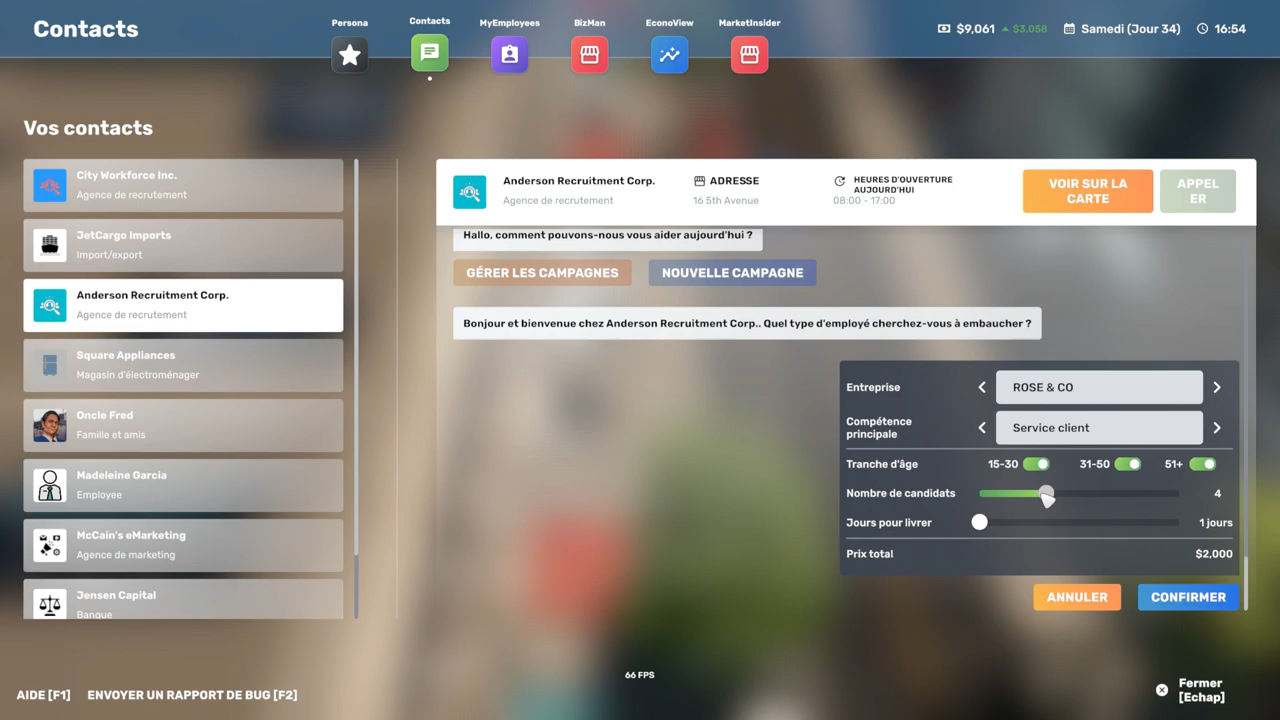 Contacts
Persona
Contacts
MyEmployees
BizMan
EconoView
MarketInsider
$9,061
$3,058
Samedi (Jour 34)
16:54
Vos contacts
City Workforce Inc.
Agence de recrutement
JetCargo Imports
Import/export
Anderson Recruitment Corp.
Agence de recrutement
Square Appliances
Magasin d'électroménager
Oncle Fred
Famille et amis
Madeleine Garcia
Employee
McCain's eMarketing
Agence de marketing
Jensen Capital
Banque
Anderson Recruitment Corp.
Agence de recrutement
ADRESSE
16 5th Avenue
HEURES D'OUVERTURE
AUJOURD'HUI
08:00 - 17:00
VOIR SUR LA
CARTE
APPEL
ER
Hallo, comment pouvons-nous vous aider aujourd'hui ?
GÉRER LES CAMPAGNES
NOUVELLE CAMPAGNE
Bonjour et bienvenue chez Anderson Recruitment Corp.. Quel type d'employé cherchez-vous à embaucher ?
Entreprise
ROSE & CO
Compétence
principale
Service client
Tranche d'âge
15-30
31-50
51+
Nombre de candidats
4
Jours pour livrer
1 jours
Prix total
$2,000
ANNULER
CONFIRMER
66 FPS
AIDE [F1]
ENVOYER UN RAPPORT DE BUG [F2]
Fermer
[Echap]